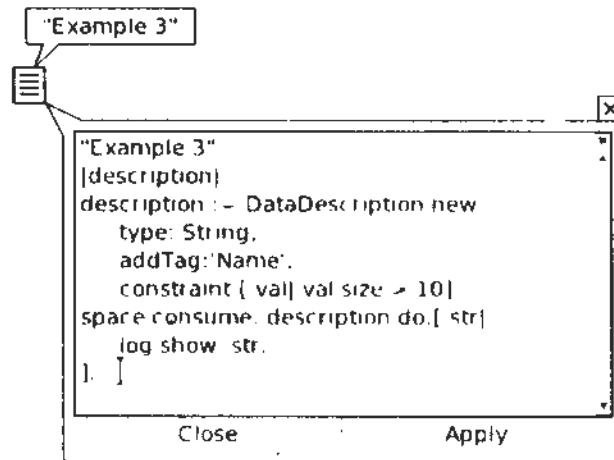 "Example 3"
"Example 3"
|description|
description := DataDescription new
type: String;
addTag:'Name';
constraint:[ :val| val size > 10]
space consume: description do:[ :str|
log show: str.
].
Close Apply